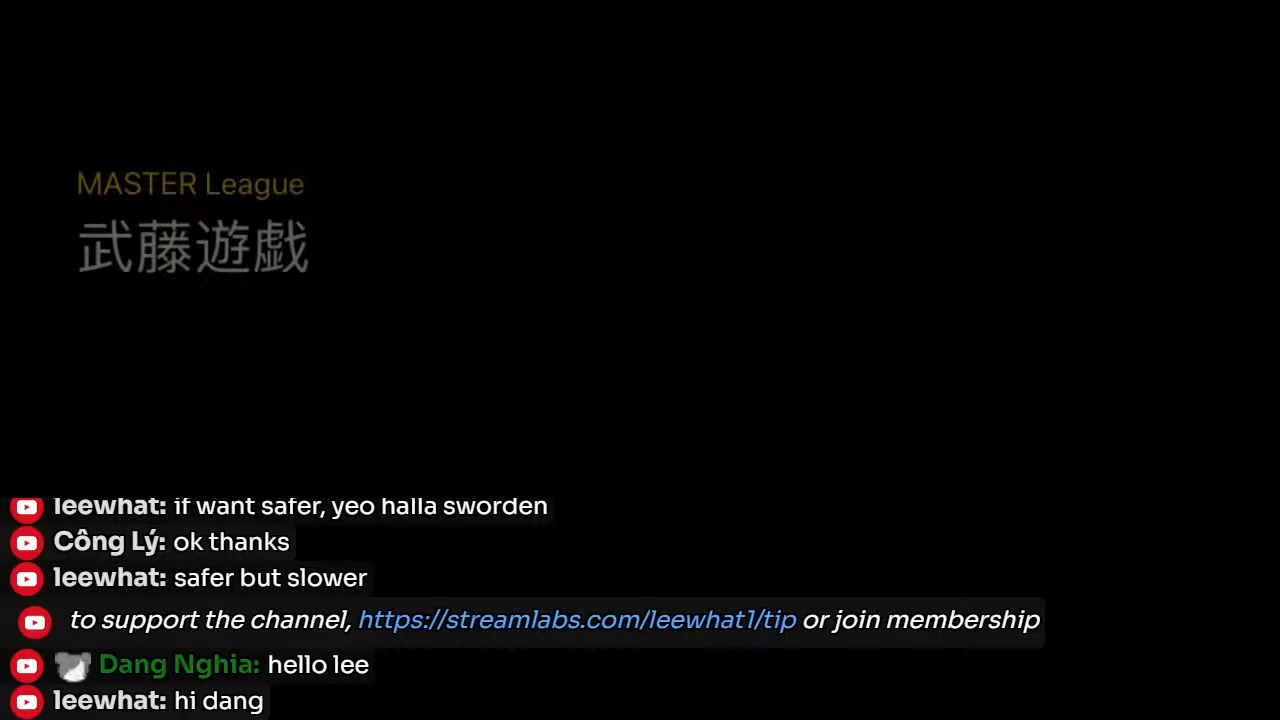 MASTER League
武藤遊戯
leewhat: if want safer, yeo halla sworden
Công Lý: ok thanks
leewhat: safer but slower
to support the channel, https://streamlabs.com/leewhat1/tip or join membership
Dang Nghia: hello lee
leewhat: hi dang